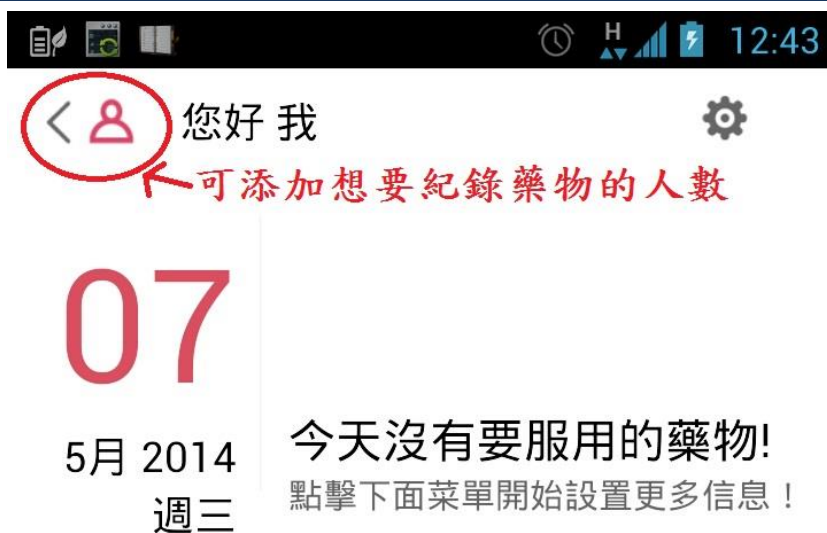 H 12:43
您好 我
可添加想要紀錄藥物的人數
07
5月 2014
週三
今天沒有要服用的藥物!
點擊下面菜單開始設置更多信息！